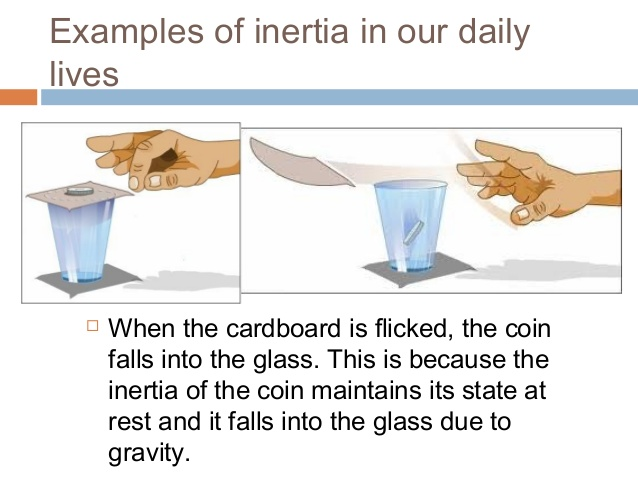 Examples of inertia in our daily
lives
When the cardboard is flicked, the coin
falls into the glass. This is because the
inertia of the coin maintains its state at
rest and it falls into the glass due to
gravity.